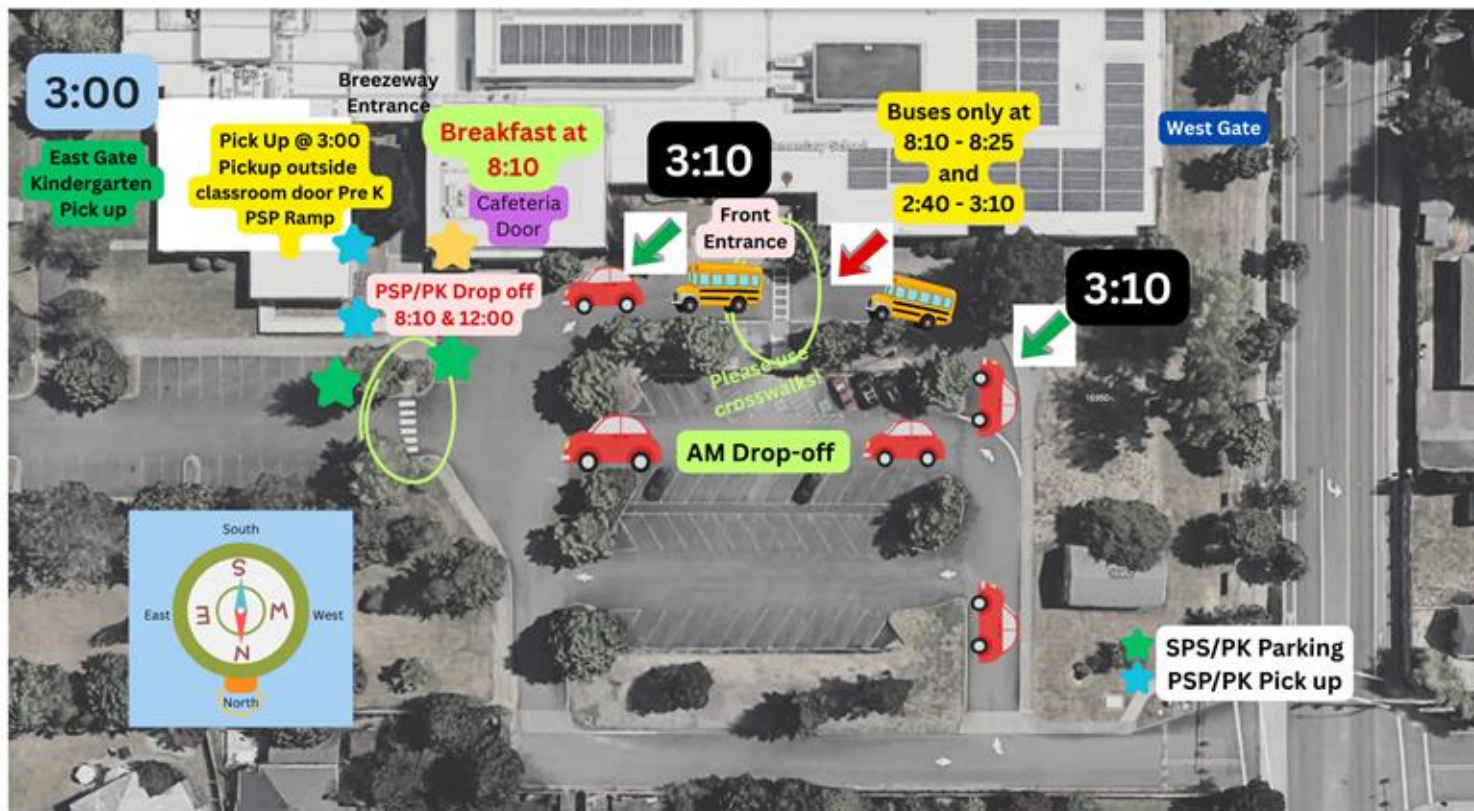 3:00
East Gate
Kindergarten
Pick up
Pick Up @ 3:00
Pickup outside
classroom door Pre K
PSP Ramp
Breezeway
Entrance
Breakfast at
8:10
Cafeteria
Door
3:10
Front
Entrance
Buses only at
8:10 - 8:25
and
2:40 - 3:10
West Gate
3:10
PSP/PK Drop off
8:10 & 12:00
Please use
crosswalks!
AM Drop-off
South
East
West
North
S
E
W
N
SPS/PK Parking
PSP/PK Pick up